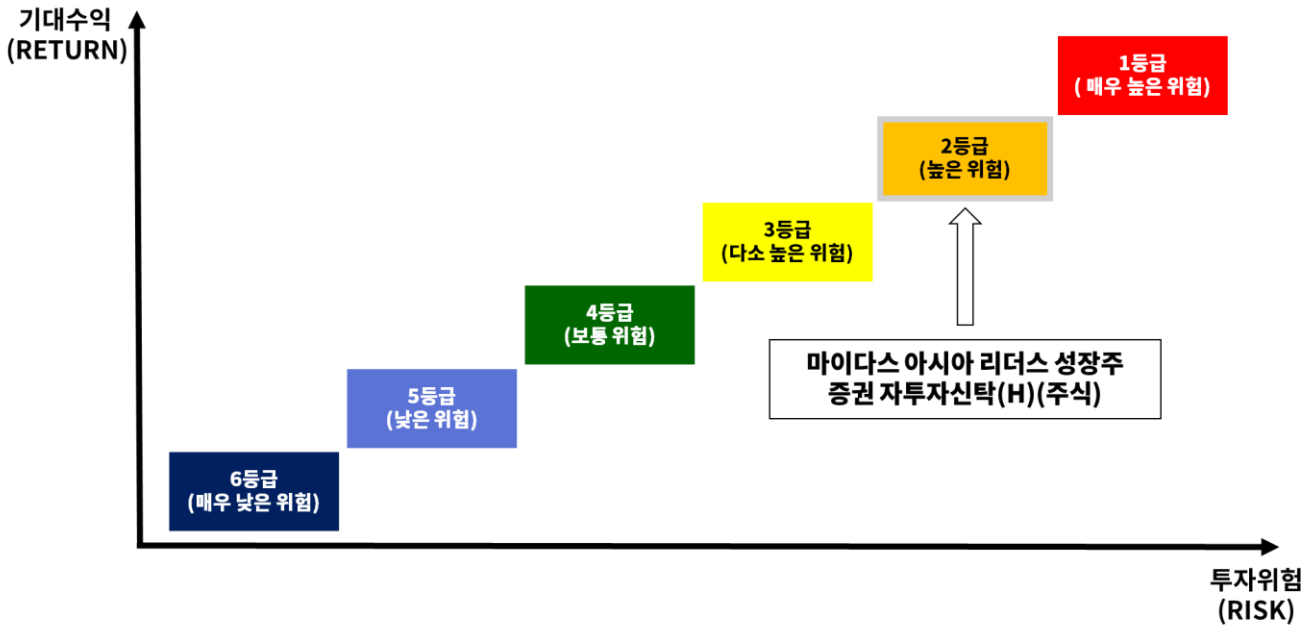 기대수익
(RETURN)
1등급
( 매우 높은 위험)
2등급
(높은 위험)
3등급
(다소 높은 위험)
4등급
(보통 위험)
마이다스 아시아 리더스 성장주
증권 자투자신탁(H)(주식)
5등급
(낮은 위험)
6등급
(매우 낮은 위험)
투자위험
(RISK)